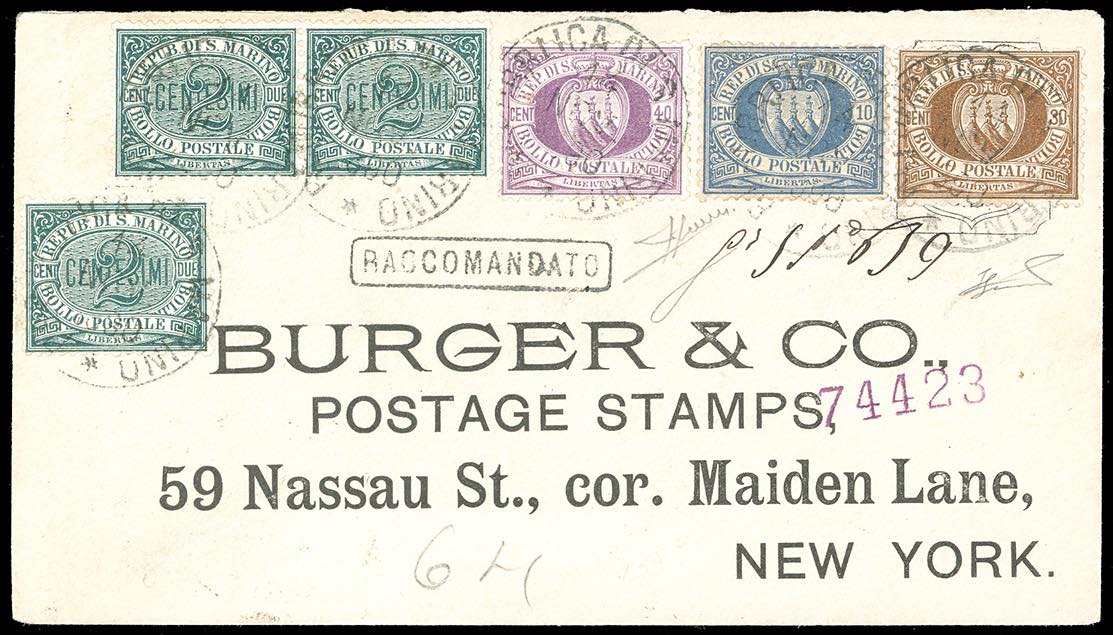 REPUB. DI S. MARINO
CENT 2 DUE
CENTESIMI
BOLLO POSTALE
LIBERTAS
REPUB. DI S. MARINO
CENT 2 DUE
CENTESIMI
BOLLO POSTALE
LIBERTAS
REP. DI S. MARINO
CENT. 40
BOLLO POSTALE
LIBERTAS
REP. DI S. MARINO
CENT. 10
BOLLO POSTALE
LIBERTAS
REP. DI S. MARINO
CENT. 30
BOLLO POSTALE
LIBERTAS
REPUB. DI S. MARINO
CENT 2 DUE
CENTESIMI
BOLLO POSTALE
LIBERTAS
RACCOMANDATO
BURGER & CO.,
POSTAGE STAMPS,
74423
59 Nassau St., cor. Maiden Lane,
NEW YORK.